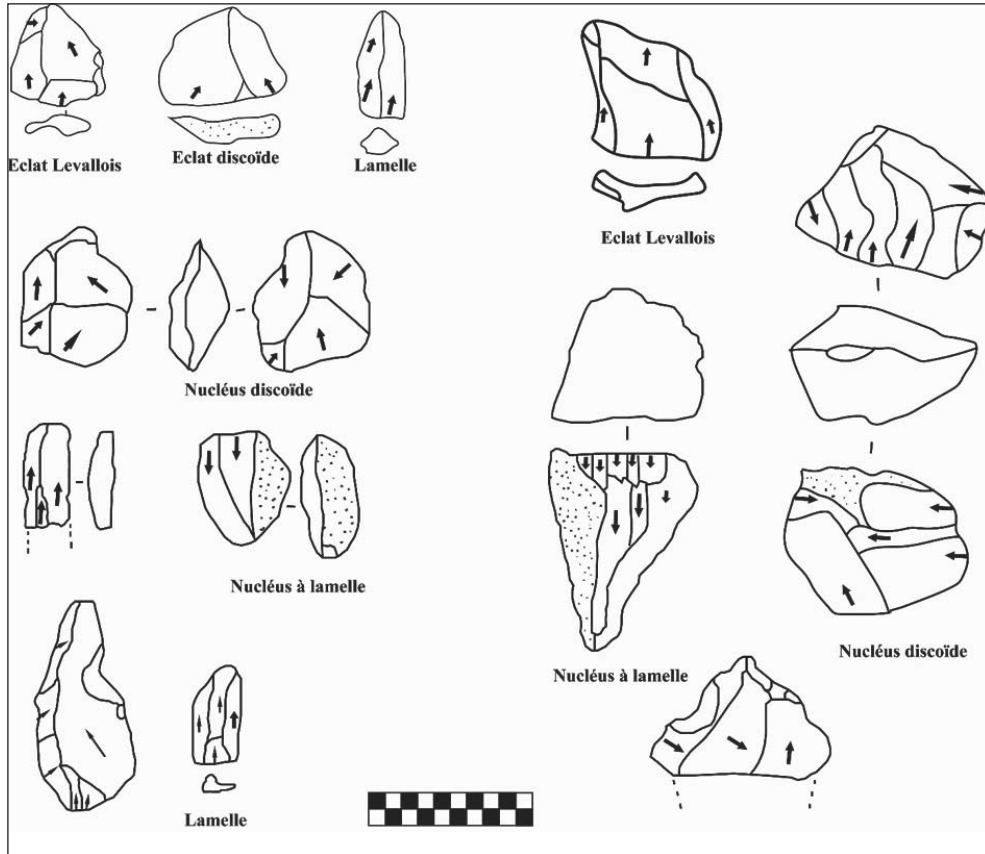 Eclat Levallois
Eclat discoïde
Lamelle
Eclat Levallois
Nucléus discoïde
Nucléus à lamelle
Nucléus à lamelle
Nucléus discoïde
Lamelle